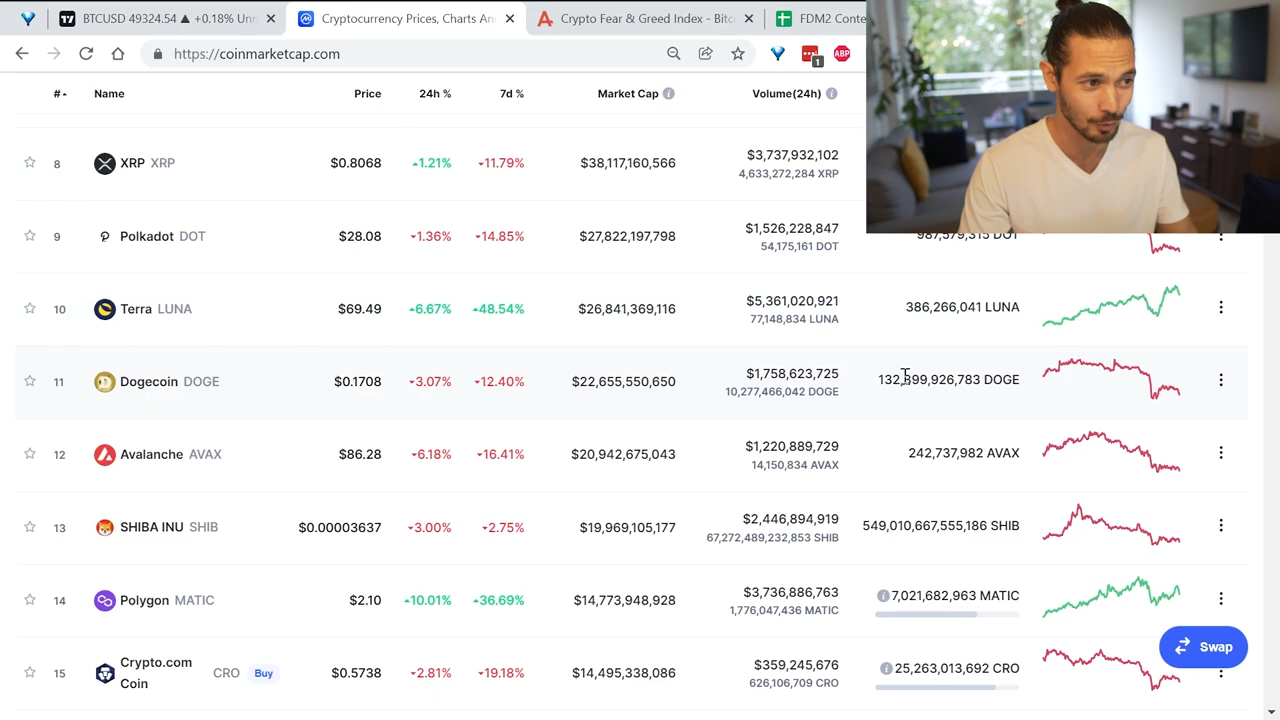 BTCUSD 49324.54 ▲ +0.18% Unn
Cryptocurrency Prices, Charts An
Crypto Fear & Greed Index - Bitc
FDM2 Conte
https://coinmarketcap.com
1
ABP
# Name Price 24h % 7d % Market Cap Volume(24h)
8 XRP XRP $0.8068 1.21% 11.79% $38,117,160,566 $3,737,932,102
4,633,272,284 XRP
9 Polkadot DOT $28.08 1.36% 14.85% $27,822,197,798 $1,526,228,847 987,579,315 DOT
54,175,161 DOT
10 Terra LUNA $69.49 6.67% 48.54% $26,841,369,116 $5,361,020,921 386,266,041 LUNA
77,148,834 LUNA
11 Dogecoin DOGE $0.1708 3.07% 12.40% $22,655,550,650 $1,758,623,725 DOGE
10,277,466,042 DOGE
12 Avalanche AVAX $86.28 6.18% 16.41% $20,942,675,043 $1,220,889,729 242,737,982 AVAX
14,150,834 AVAX
13 SHIBA INU SHIB $0.00003637 3.00% 2.75% $19,969,105,177 $2,446,894,919 549,010,667,555,186 SHIB
67,272,489,232,853 SHIB
14 Polygon MATIC $2.10 10.01% 36.69% $14,773,948,928 $3,736,886,763 7,021,682,963 MATIC
1,776,047,436 MATIC
15 Crypto.com Coin CRO Buy $0.5738 2.81% 19.18% $14,495,338,086 $359,245,676 25,263,013,692 CRO
626,106,709 CRO
Swap